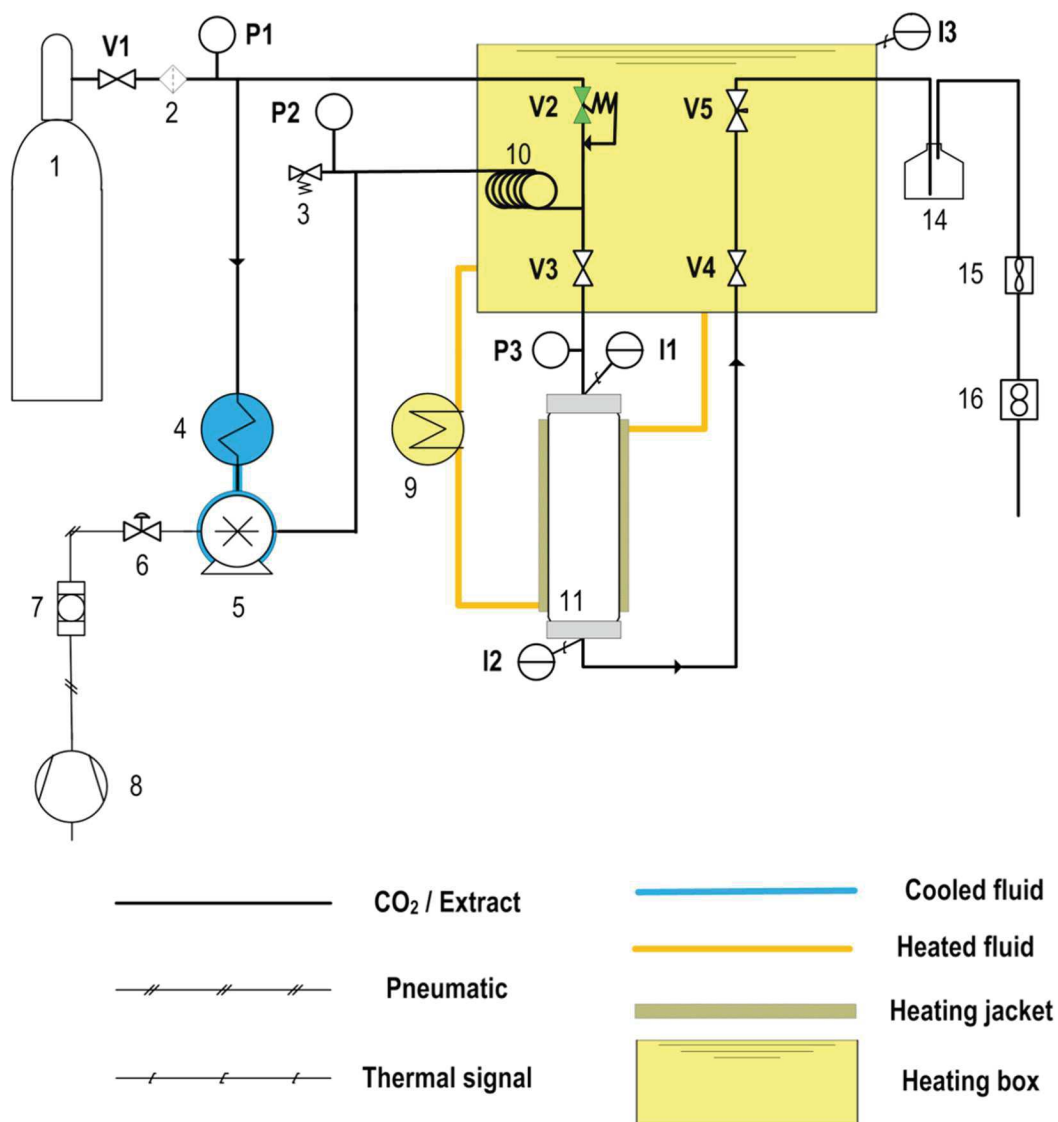 V1
P1
I3
2
P2
V2
V5
1
10
3
14
V3
V4
15
P3
I1
16
4
9
6
7
5
11
I2
8
CO₂ / Extract
Cooled fluid
Pneumatic
Heated fluid
Thermal signal
Heating jacket
Heating box